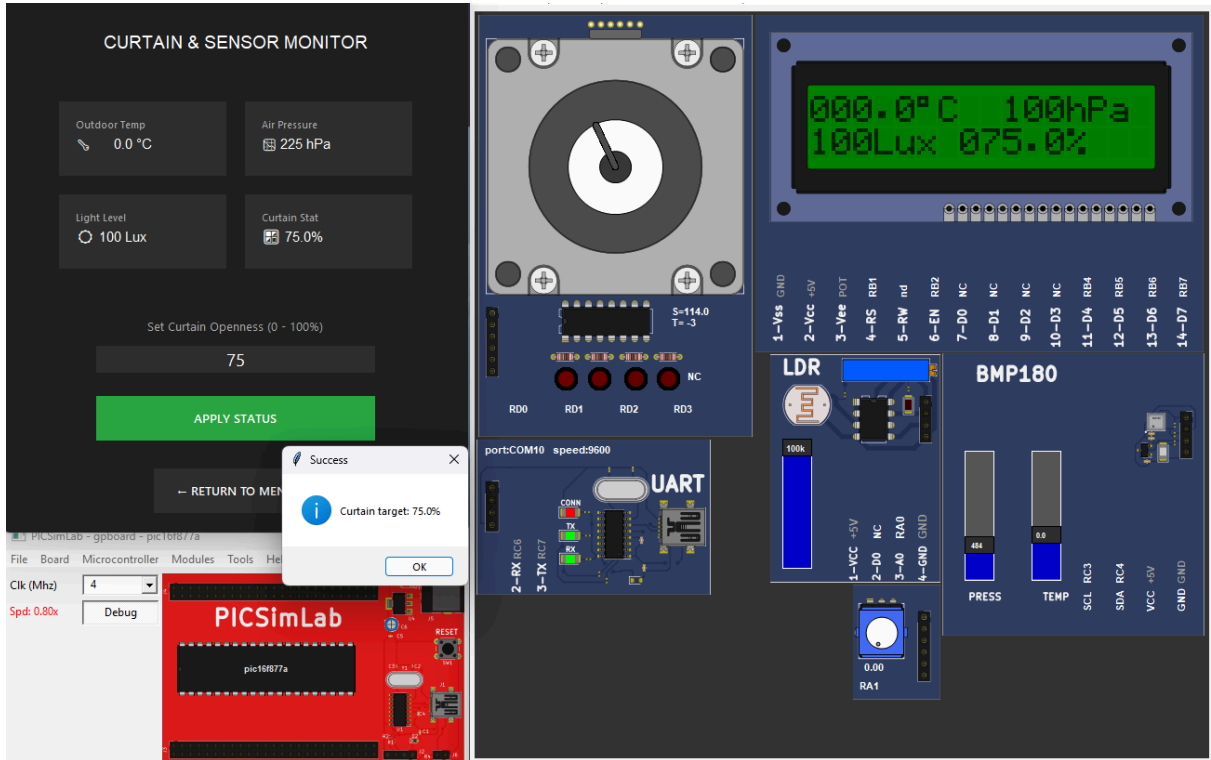 CURTAIN & SENSOR MONITOR
Outdoor Temp
0.0 °C
Air Pressure
225 hPa
Light Level
100 Lux
Curtain Stat
75.0%
Set Curtain Openness (0 - 100%)
75
APPLY STATUS
← RETURN TO MEN
Success
Curtain target: 75.0%
OK
PICSimLab - gpboard - pic16f877a
File Board Microcontroller Modules Tools Hel
Clk (Mhz)
4
Spd: 0.80x
Debug
PICSimLab
pic16f877a
RESET
S=114.0
T= -3
NC
RD0 RD1 RD2 RD3
000.0°C 100hPa
100Lux 075.0%
1-Vss GND
2-Vcc +5V
3-Vee POT
4-RS RB1
5-RW nd
6-EN RB2
7-D0 NC
8-D1 NC
9-D2 NC
10-D3 NC
11-D4 RB4
12-D5 RB5
13-D6 RB6
14-D7 RB7
port:COM10 speed:9600
UART
CONN
TX
RX
2-RX RC6
3-TX RC7
LDR
100k
1-VCC +5V
2-D0 NC
3-A0 RA0
4-GND GND
0.00
RA1
BMP180
484
0.0
PRESS
TEMP
SCL RC3
SDA RC4
VCC +5V
GND GND